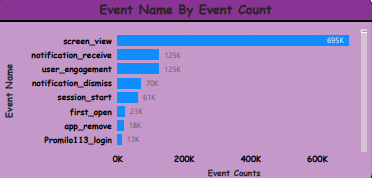 Event Name By Event Count
Event Name
screen_view 695K
notification_receive 125K
user_engagement 125K
notification_dismiss 70K
session_start 61K
first_open 23K
app_remove 18K
Promilo113_login 13K
0K 200K 400K 600K
Event Counts